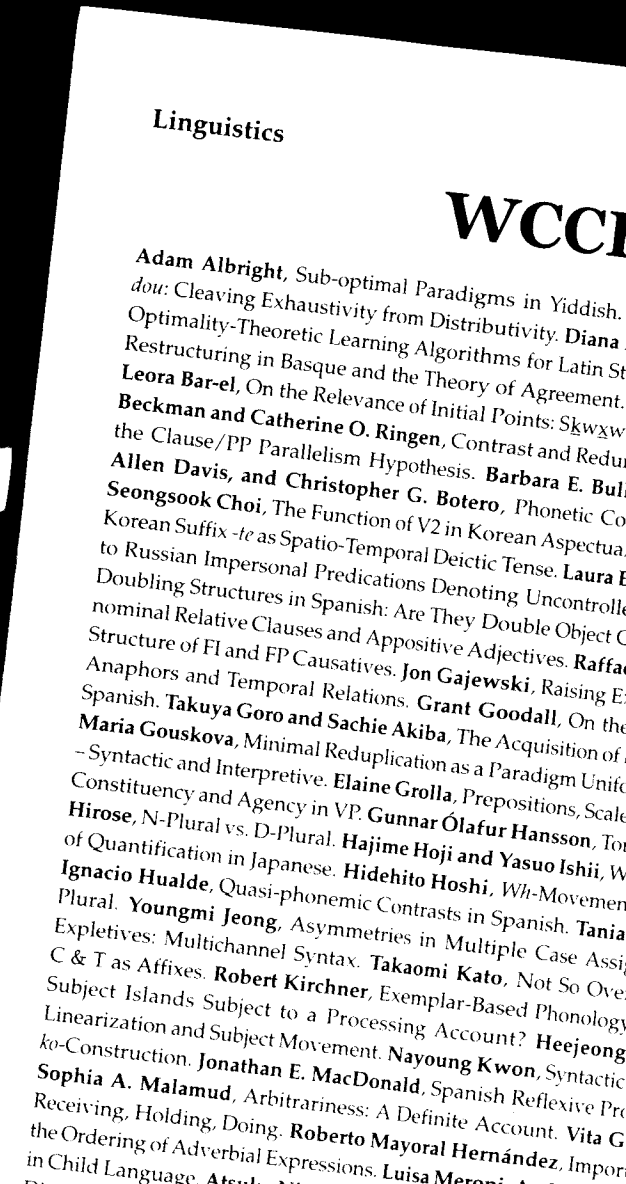 Linguistics
WCCF
Adam Albright, Sub-optimal Paradigms in Yiddish.
dou: Cleaving Exhaustivity from Distributivity. Diana
Optimality-Theoretic Learning Algorithms for Latin St
Restructuring in Basque and the Theory of Agreement.
Leora Bar-el, On the Relevance of Initial Points: Sḵwx̱w
Beckman and Catherine O. Ringen, Contrast and Redun
the Clause/PP Parallelism Hypothesis. Barbara E. Bull
Allen Davis, and Christopher G. Botero, Phonetic Co
Seongsook Choi, The Function of V2 in Korean Aspectua
Korean Suffix -te as Spatio-Temporal Deictic Tense. Laura
to Russian Impersonal Predications Denoting Uncontrolle
Doubling Structures in Spanish: Are They Double Object
nominal Relative Clauses and Appositive Adjectives. Raffae
Structure of FI and FP Causatives. Jon Gajewski, Raising
Anaphors and Temporal Relations. Grant Goodall, On the
Spanish. Takuya Goro and Sachie Akiba, The Acquisition of
Maria Gouskova, Minimal Reduplication as a Paradigm Unifo
– Syntactic and Interpretive. Elaine Grolla, Prepositions, Scale
Constituency and Agency in VP. Gunnar Ólafur Hansson, Ton
Hirose, N-Plural vs. D-Plural. Hajime Hoji and Yasuo Ishii, W
of Quantification in Japanese. Hidehito Hoshi, Wh-Movemen
Ignacio Hualde, Quasi-phonemic Contrasts in Spanish. Tania
Plural. Youngmi Jeong, Asymmetries in Multiple Case Assig
Expletives: Multichannel Syntax. Takaomi Kato, Not So Ove
C & T as Affixes. Robert Kirchner, Exemplar-Based Phonology
Subject Islands Subject to a Processing Account? Heejeong
Linearization and Subject Movement. Nayoung Kwon, Syntactic
ko-Construction. Jonathan E. MacDonald, Spanish Reflexive Pro
Sophia A. Malamud, Arbitrariness: A Definite Account. Vita G
Receiving, Holding, Doing. Roberto Mayoral Hernández, Impor
the Ordering of Adverbial Expressions. Luisa Meroni,
in Child Language.